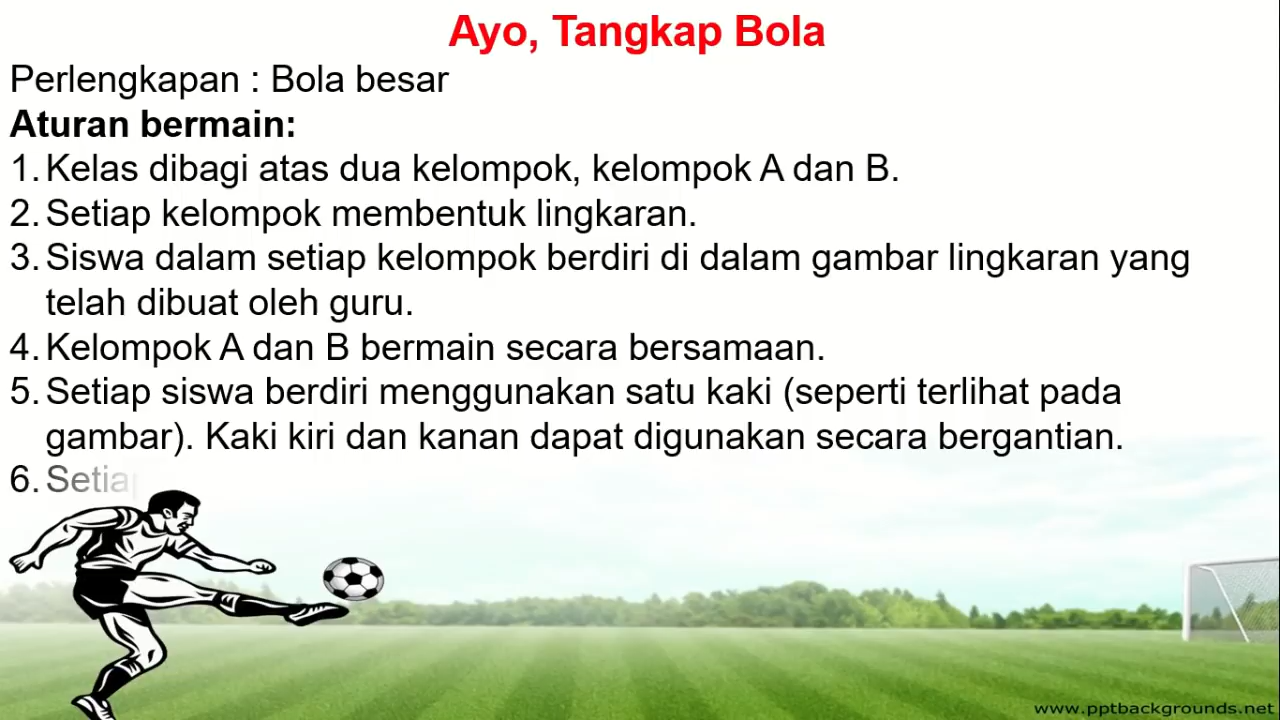 Ayo, Tangkap Bola
Perlengkapan : Bola besar
Aturan bermain:
1. Kelas dibagi atas dua kelompok, kelompok A dan B.
2. Setiap kelompok membentuk lingkaran.
3. Siswa dalam setiap kelompok berdiri di dalam gambar lingkaran yang
telah dibuat oleh guru.
4. Kelompok A dan B bermain secara bersamaan.
5. Setiap siswa berdiri menggunakan satu kaki (seperti terlihat pada
gambar). Kaki kiri dan kanan dapat digunakan secara bergantian.
6. Setia
www.pptbackgrounds.net